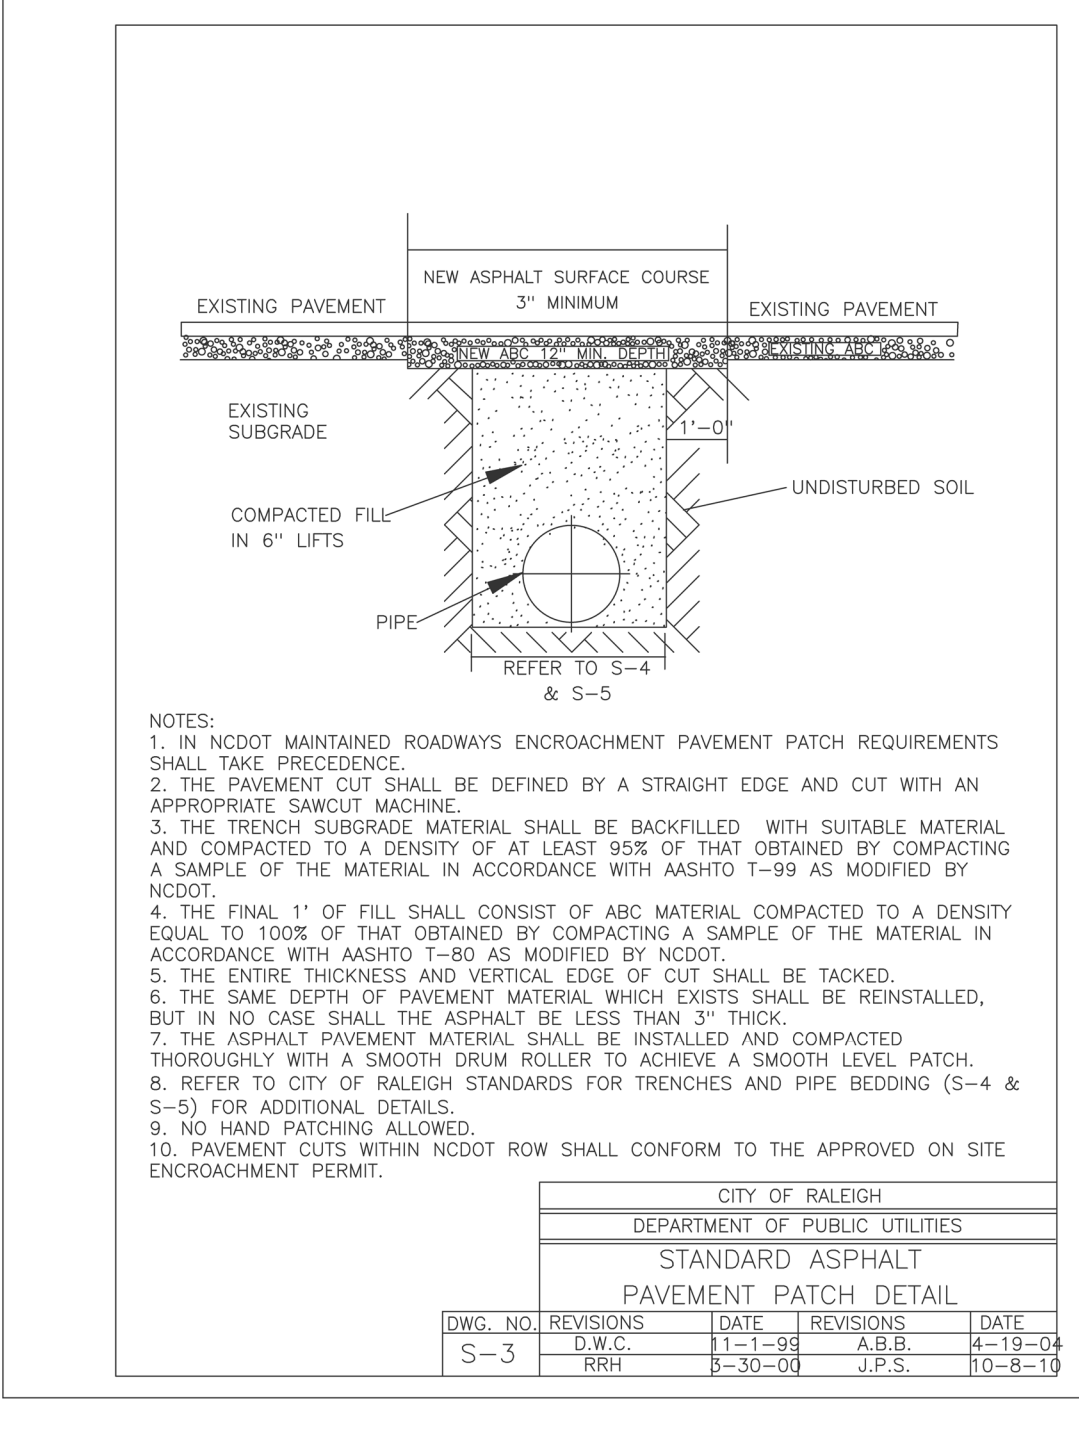 NEW ASPHALT SURFACE COURSE
3" MINIMUM
EXISTING PAVEMENT
EXISTING PAVEMENT
NEW ABC 12" MIN. DEPTH
EXISTING ABC
EXISTING
SUBGRADE
1'-0"
UNDISTURBED SOIL
COMPACTED FILL
IN 6" LIFTS
PIPE
REFER TO S-4
& S-5
NOTES:
1. IN NCDOT MAINTAINED ROADWAYS ENCROACHMENT PAVEMENT PATCH REQUIREMENTS
SHALL TAKE PRECEDENCE.
2. THE PAVEMENT CUT SHALL BE DEFINED BY A STRAIGHT EDGE AND CUT WITH AN
APPROPRIATE SAWCUT MACHINE.
3. THE TRENCH SUBGRADE MATERIAL SHALL BE BACKFILLED WITH SUITABLE MATERIAL
AND COMPACTED TO A DENSITY OF AT LEAST 95% OF THAT OBTAINED BY COMPACTING
A SAMPLE OF THE MATERIAL IN ACCORDANCE WITH AASHTO T-99 AS MODIFIED BY
NCDOT.
4. THE FINAL 1' OF FILL SHALL CONSIST OF ABC MATERIAL COMPACTED TO A DENSITY
EQUAL TO 100% OF THAT OBTAINED BY COMPACTING A SAMPLE OF THE MATERIAL IN
ACCORDANCE WITH AASHTO T-80 AS MODIFIED BY NCDOT.
5. THE ENTIRE THICKNESS AND VERTICAL EDGE OF CUT SHALL BE TACKED.
6. THE SAME DEPTH OF PAVEMENT MATERIAL WHICH EXISTS SHALL BE REINSTALLED,
BUT IN NO CASE SHALL THE ASPHALT BE LESS THAN 3" THICK.
7. THE ASPHALT PAVEMENT MATERIAL SHALL BE INSTALLED AND COMPACTED
THOROUGHLY WITH A SMOOTH DRUM ROLLER TO ACHIEVE A SMOOTH LEVEL PATCH.
8. REFER TO CITY OF RALEIGH STANDARDS FOR TRENCHES AND PIPE BEDDING (S-4 &
S-5) FOR ADDITIONAL DETAILS.
9. NO HAND PATCHING ALLOWED.
10. PAVEMENT CUTS WITHIN NCDOT ROW SHALL CONFORM TO THE APPROVED ON SITE
ENCROACHMENT PERMIT.
CITY OF RALEIGH
DEPARTMENT OF PUBLIC UTILITIES
STANDARD ASPHALT
PAVEMENT PATCH DETAIL
DWG. NO. REVISIONS DATE REVISIONS DATE
S-3 D.W.C. 11-1-99 A.B.B. 4-19-04
RRH 3-30-00 J.P.S. 10-8-10